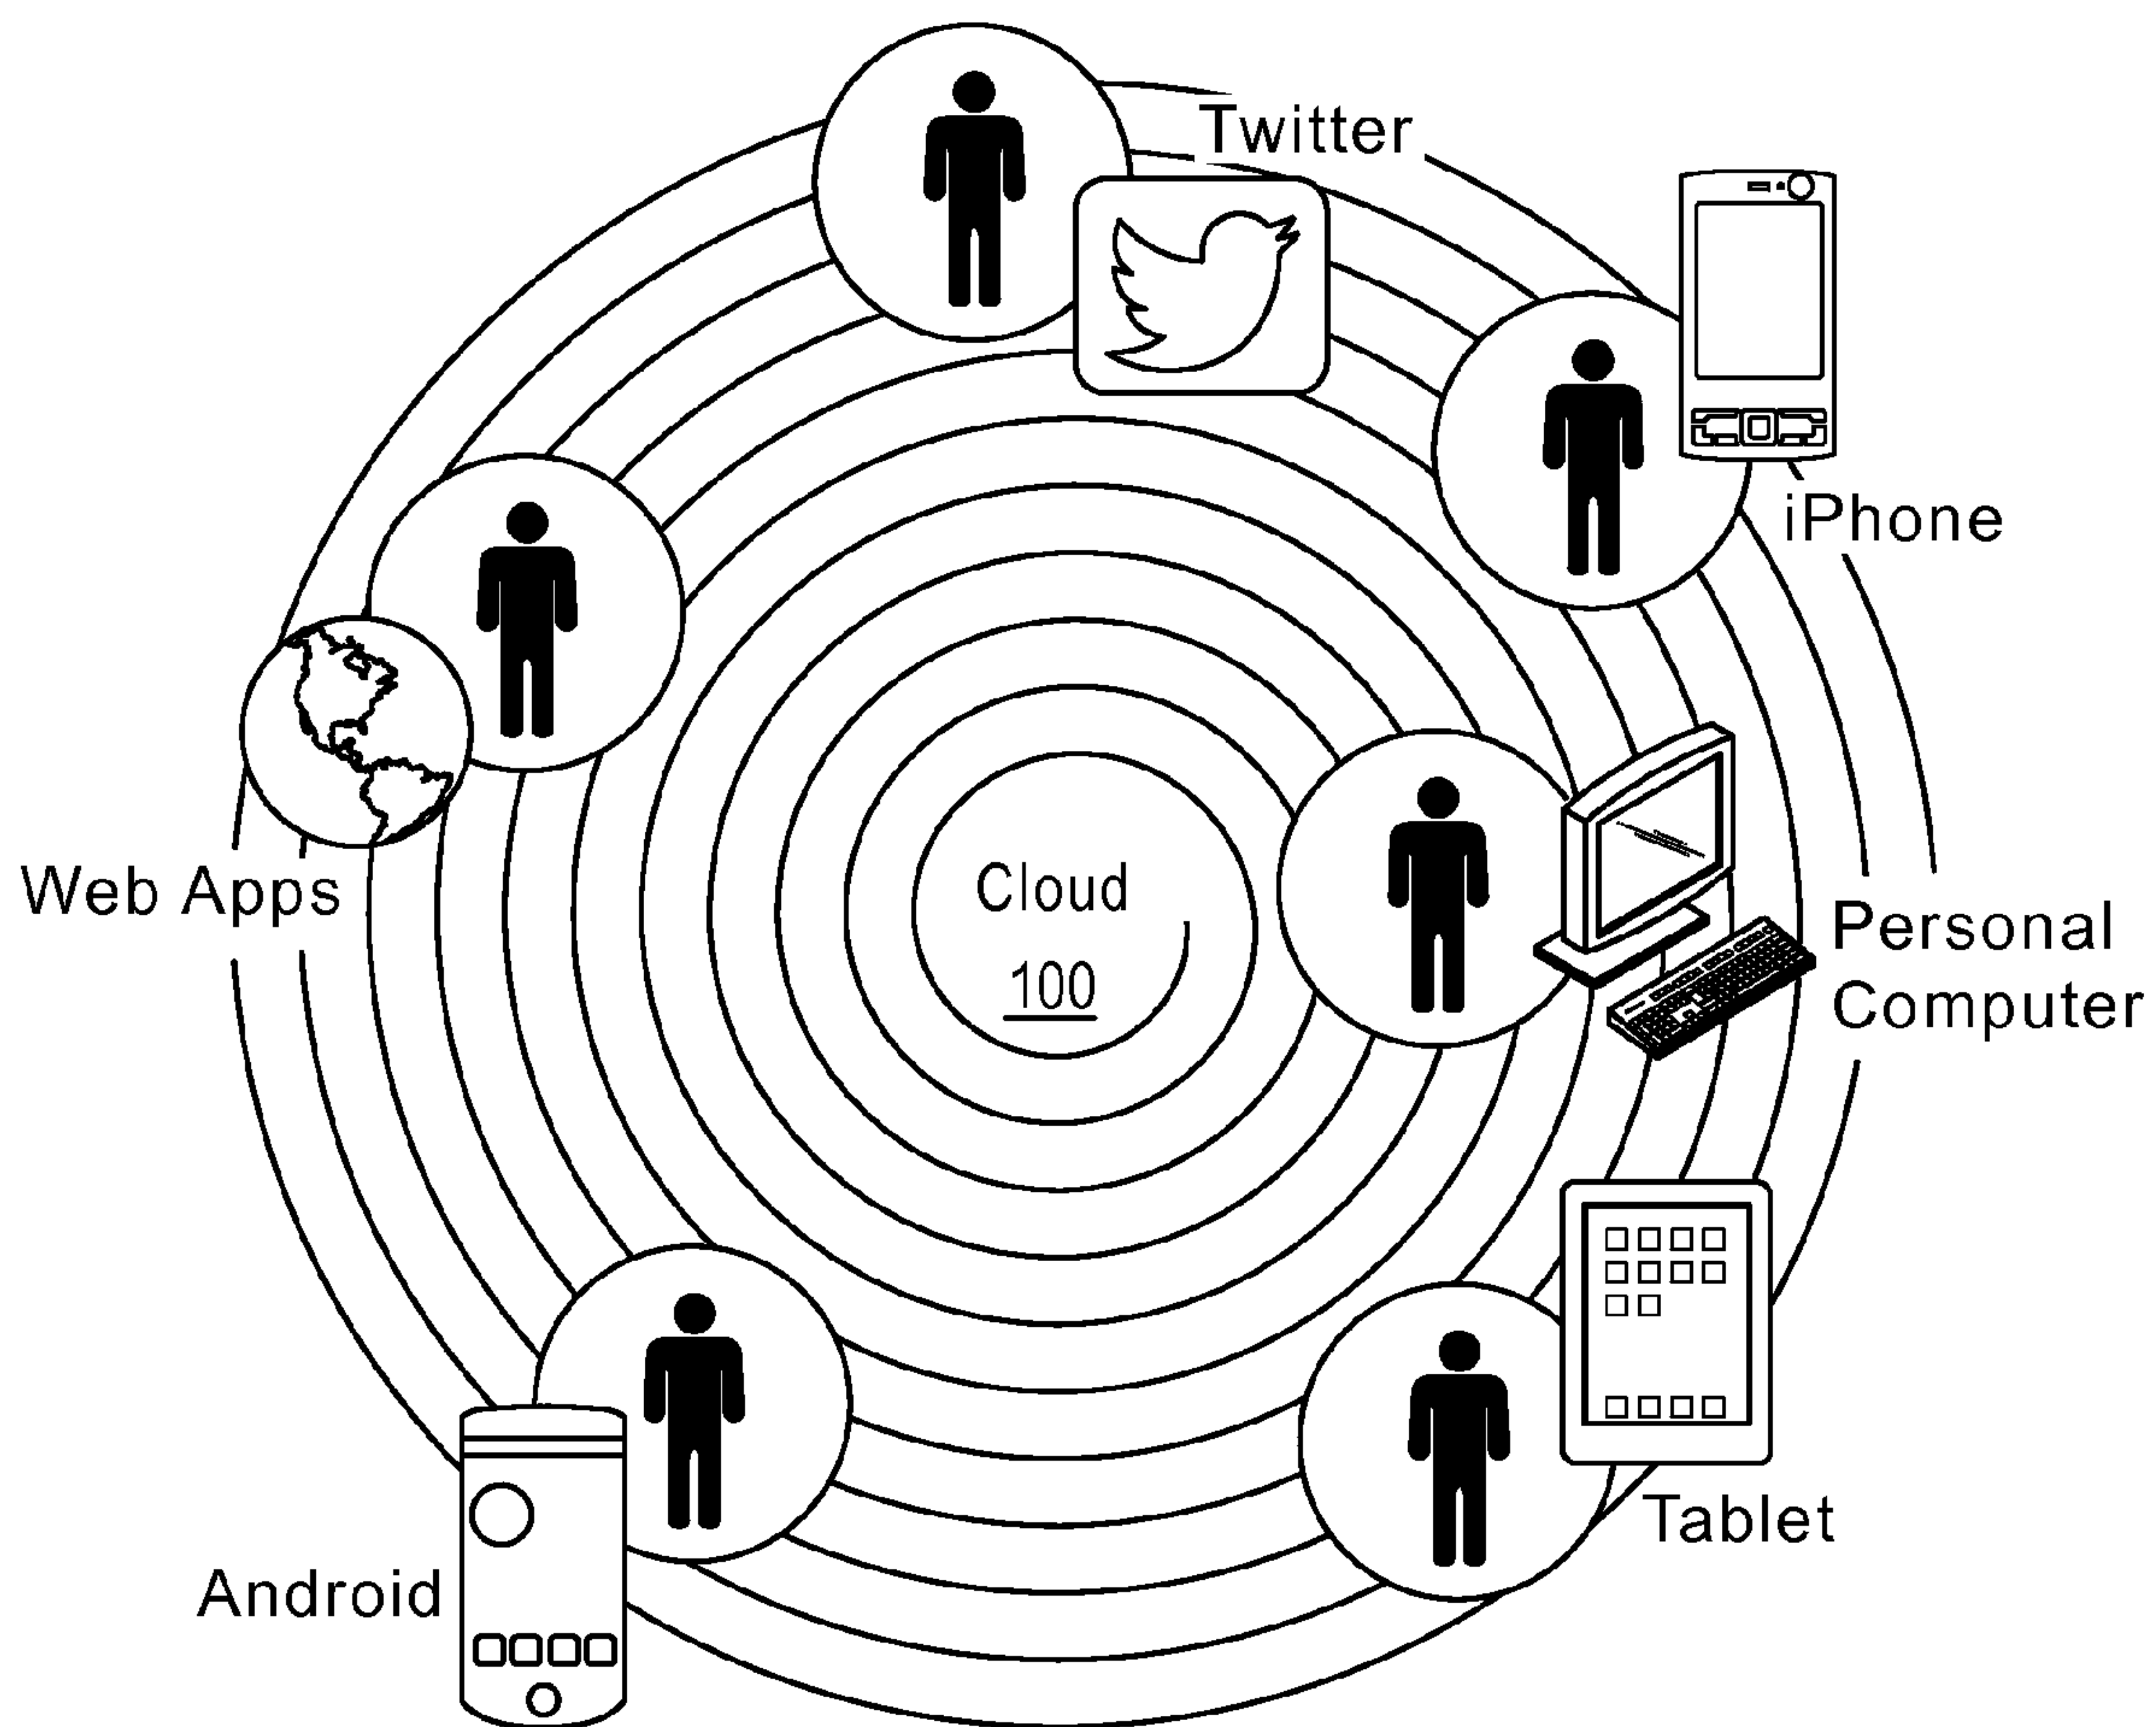 Twitter
iPhone
Cloud
100
Web Apps
Personal
Computer
Tablet
Android